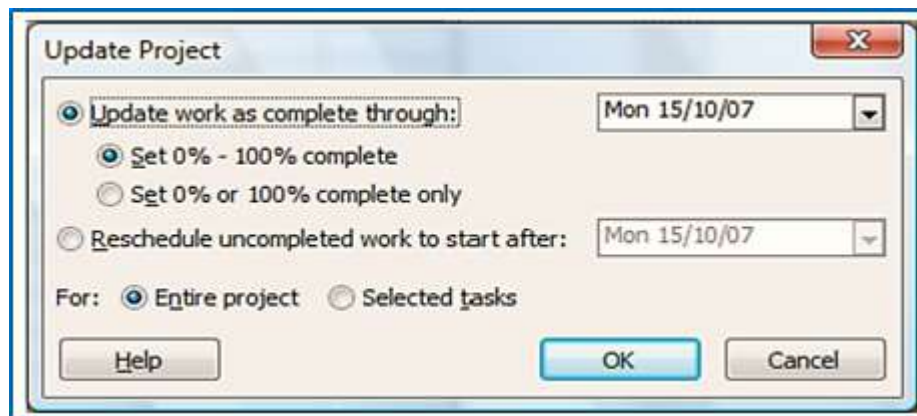 Update Project
Update work as complete through: Mon 15/10/07
Set 0% - 100% complete
Set 0% or 100% complete only
Reschedule uncompleted work to start after: Mon 15/10/07
For: Entire project Selected tasks
Help OK Cancel